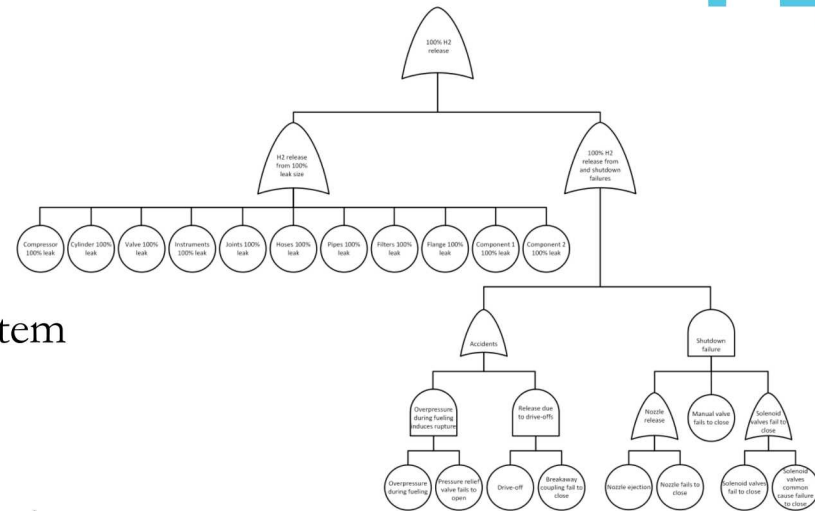 100% H2
release
H2 release
from 100%
leak size
100% H2
release from
and shutdown
failures
Compressor
100% leak
Cylinder 100%
leak
Valve 100%
leak
Instruments
100% leak
Joints 100%
leak
Hoses 100%
leak
Pipes 100%
leak
Filters 100%
leak
Flange 100%
leak
Component 1
100% leak
Component 2
100% leak
tem
Accidents
Shutdown
failure
Overpressure
during fueling
induces rupture
Release due
to drive-offs
Nozzle
release
Manual valve
fails to close
Solenoid
valves fail to
close
Overpressure
during fueling
Pressure relief
valve fails to
open
Drive-off
Breakaway
coupling fail to
close
Nozzle ejection
Nozzle fails to
close
Solenoid valves
fail to close
Solenoid
valves
common
cause failure
to close